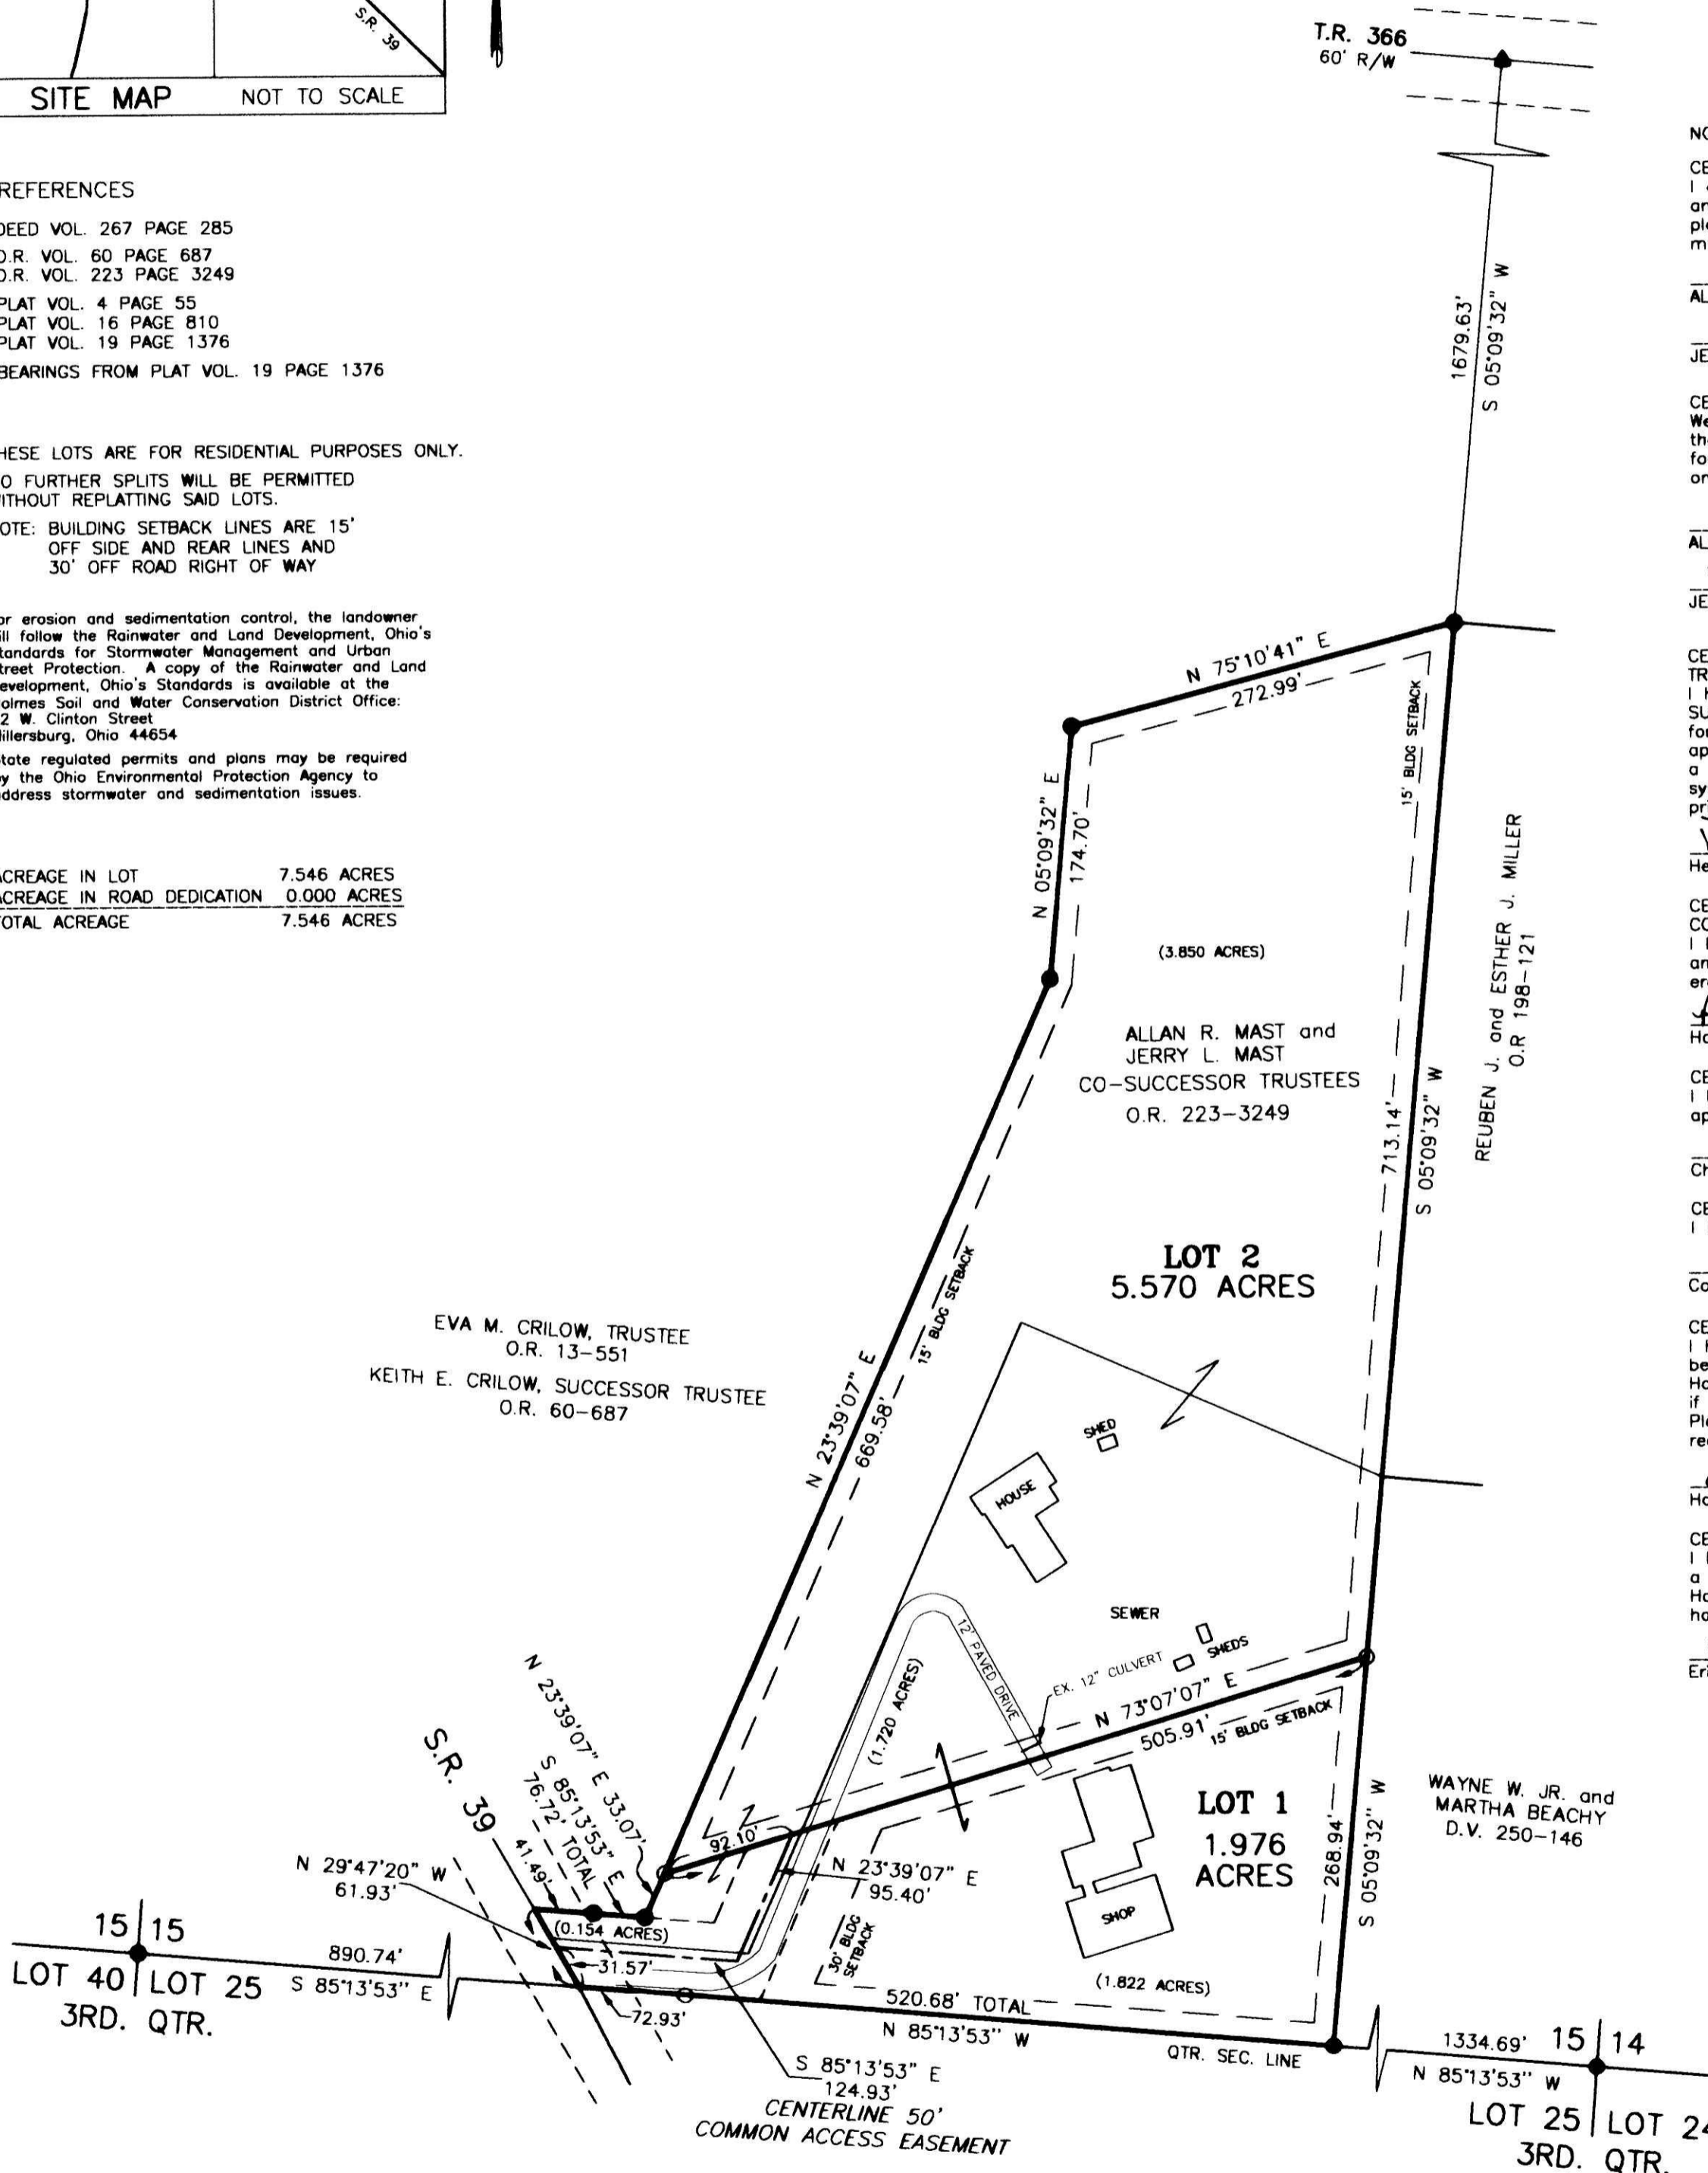 S.R. 39
SITE MAP NOT TO SCALE
REFERENCES
DEED VOL. 267 PAGE 285
O.R. VOL. 60 PAGE 687
O.R. VOL. 223 PAGE 3249
PLAT VOL. 4 PAGE 55
PLAT VOL. 16 PAGE 810
PLAT VOL. 19 PAGE 1376
BEARINGS FROM PLAT VOL. 19 PAGE 1376
HESE LOTS ARE FOR RESIDENTIAL PURPOSES ONLY.
O FURTHER SPLITS WILL BE PERMITTED
ITHOUT REPLATTING SAID LOTS.
OTE: BUILDING SETBACK LINES ARE 15'
OFF SIDE AND REAR LINES AND
30' OFF ROAD RIGHT OF WAY
or erosion and sedimentation control, the landowner
ill follow the Rainwater and Land Development, Ohio's
tandards for Stormwater Management and Urban
treet Protection. A copy of the Rainwater and Land
evelopment, Ohio's Standards is available at the
olmes Soil and Water Conservation District Office:
2 W. Clinton Street
illersburg, Ohio 44654
tate regulated permits and plans may be required
y the Ohio Environmental Protection Agency to
ddress stormwater and sedimentation issues.
ACREAGE IN LOT 7.546 ACRES
ACREAGE IN ROAD DEDICATION 0.000 ACRES
TOTAL ACREAGE 7.546 ACRES
T.R. 366
60' R/W
1679.63'
S 05°09'32" W
N 75°10'41" E
272.99'
15' BLDG SETBACK
N 05°09'32" E
174.70'
(3.850 ACRES)
ALLAN R. MAST and
JERRY L. MAST
CO-SUCCESSOR TRUSTEES
O.R. 223-3249
REUBEN J. and ESTHER J. MILLER
O.R 198-121
713.14'
S 05°09'32" W
LOT 2
5.570 ACRES
15' BLDG SETBACK
N 23°39'07" E
669.58'
EVA M. CRILOW, TRUSTEE
O.R. 13-551
KEITH E. CRILOW, SUCCESSOR TRUSTEE
O.R. 60-687
SHED
HOUSE
SEWER
SHEDS
12' PAVED DRIVE
EX. 12" CULVERT
(1.720 ACRES)
N 73°07'07" E
505.91'
15' BLDG SETBACK
N 23°39'07" E 33.07'
S 85°13'53" E
76.72' TOTAL
41.49'
S.R. 39
92.10'
N 23°39'07" E
95.40'
N 29°47'20" W
61.93'
(0.154 ACRES)
31.57'
72.93'
30' BLDG
SETBACK
LOT 1
1.976
ACRES
SHOP
(1.822 ACRES)
268.94'
S 05°09'32" W
WAYNE W. JR. and
MARTHA BEACHY
D.V. 250-146
520.68' TOTAL
N 85°13'53" W
QTR. SEC. LINE
S 85°13'53" E
124.93'
CENTERLINE 50'
COMMON ACCESS EASEMENT
15 15
LOT 40 LOT 25
3RD. QTR.
890.74'
S 85°13'53" E
1334.69'
N 85°13'53" W
15 14
LOT 25 LOT 24
3RD. QTR.